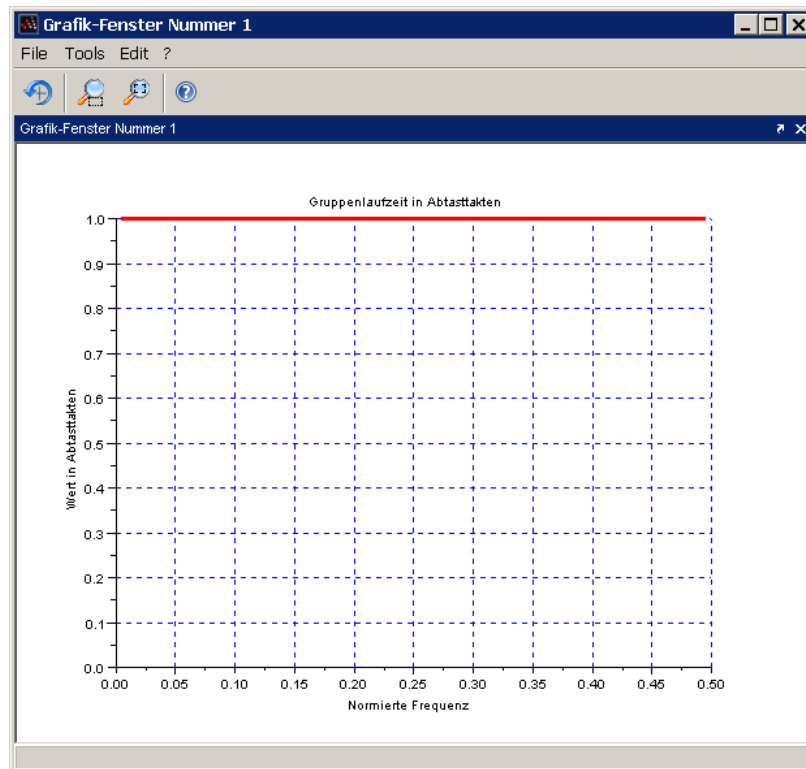 Grafik-Fenster Nummer 1
File Tools Edit ?
Grafik-Fenster Nummer 1
Gruppenlaufzeit in Abtasttakten
1.0
0.9
0.8
0.7
0.6
0.5
0.4
0.3
0.2
0.1
0.0
Wert in Abtasttakten
0.00 0.05 0.10 0.15 0.20 0.25 0.30 0.35 0.40 0.45 0.50
Normierte Frequenz